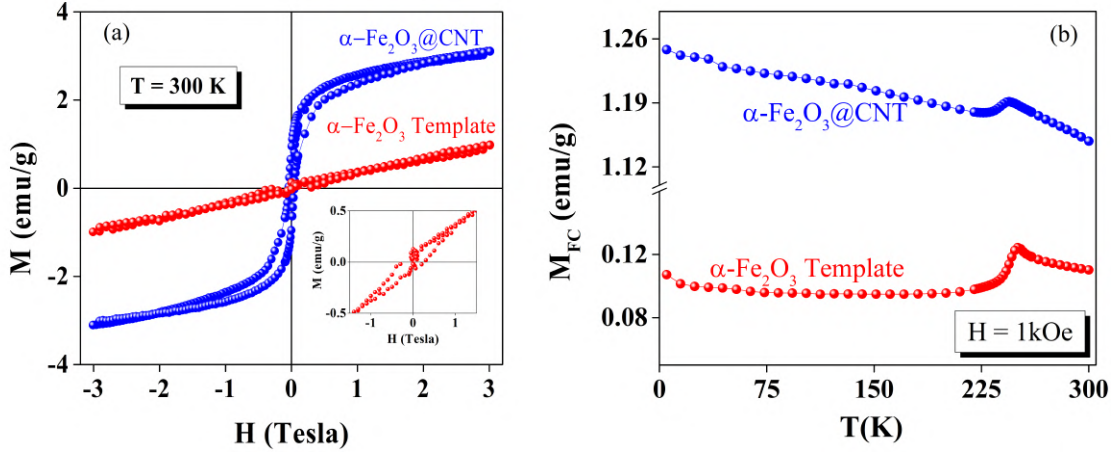 (a)
α–Fe₂O₃@CNT
T = 300 K
α–Fe₂O₃ Template
M (emu/g)
4
2
0
-2
-4
-3 -2 -1 0 1 2 3
H (Tesla)
M (emu/g)
0.5
0.0
-0.5
-1 0 1
H (Tesla)
(b)
α-Fe₂O₃@CNT
α-Fe₂O₃ Template
H = 1kOe
M_FC (emu/g)
1.26
1.19
1.12
0.12
0.08
0 75 150 225 300
T(K)